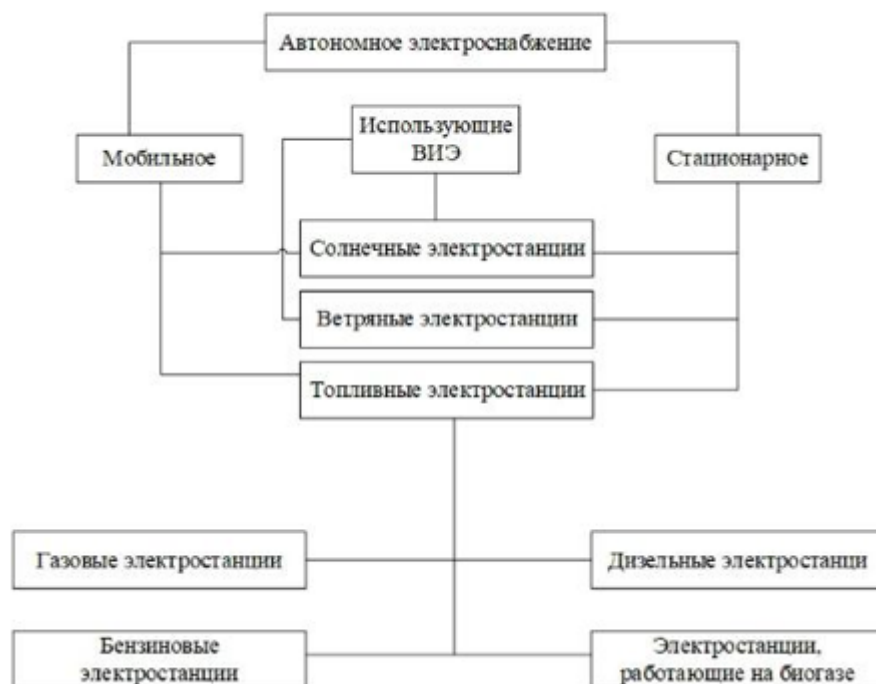 Автономное электроснабжение
Использующие
ВИЭ
Мобильное
Стационарное
Солнечные электростанции
Ветряные электростанции
Топливные электростанции
Газовые электростанции
Дизельные электростанци
Бензиновые
электростанции
Электростанции,
работающие на биогазе